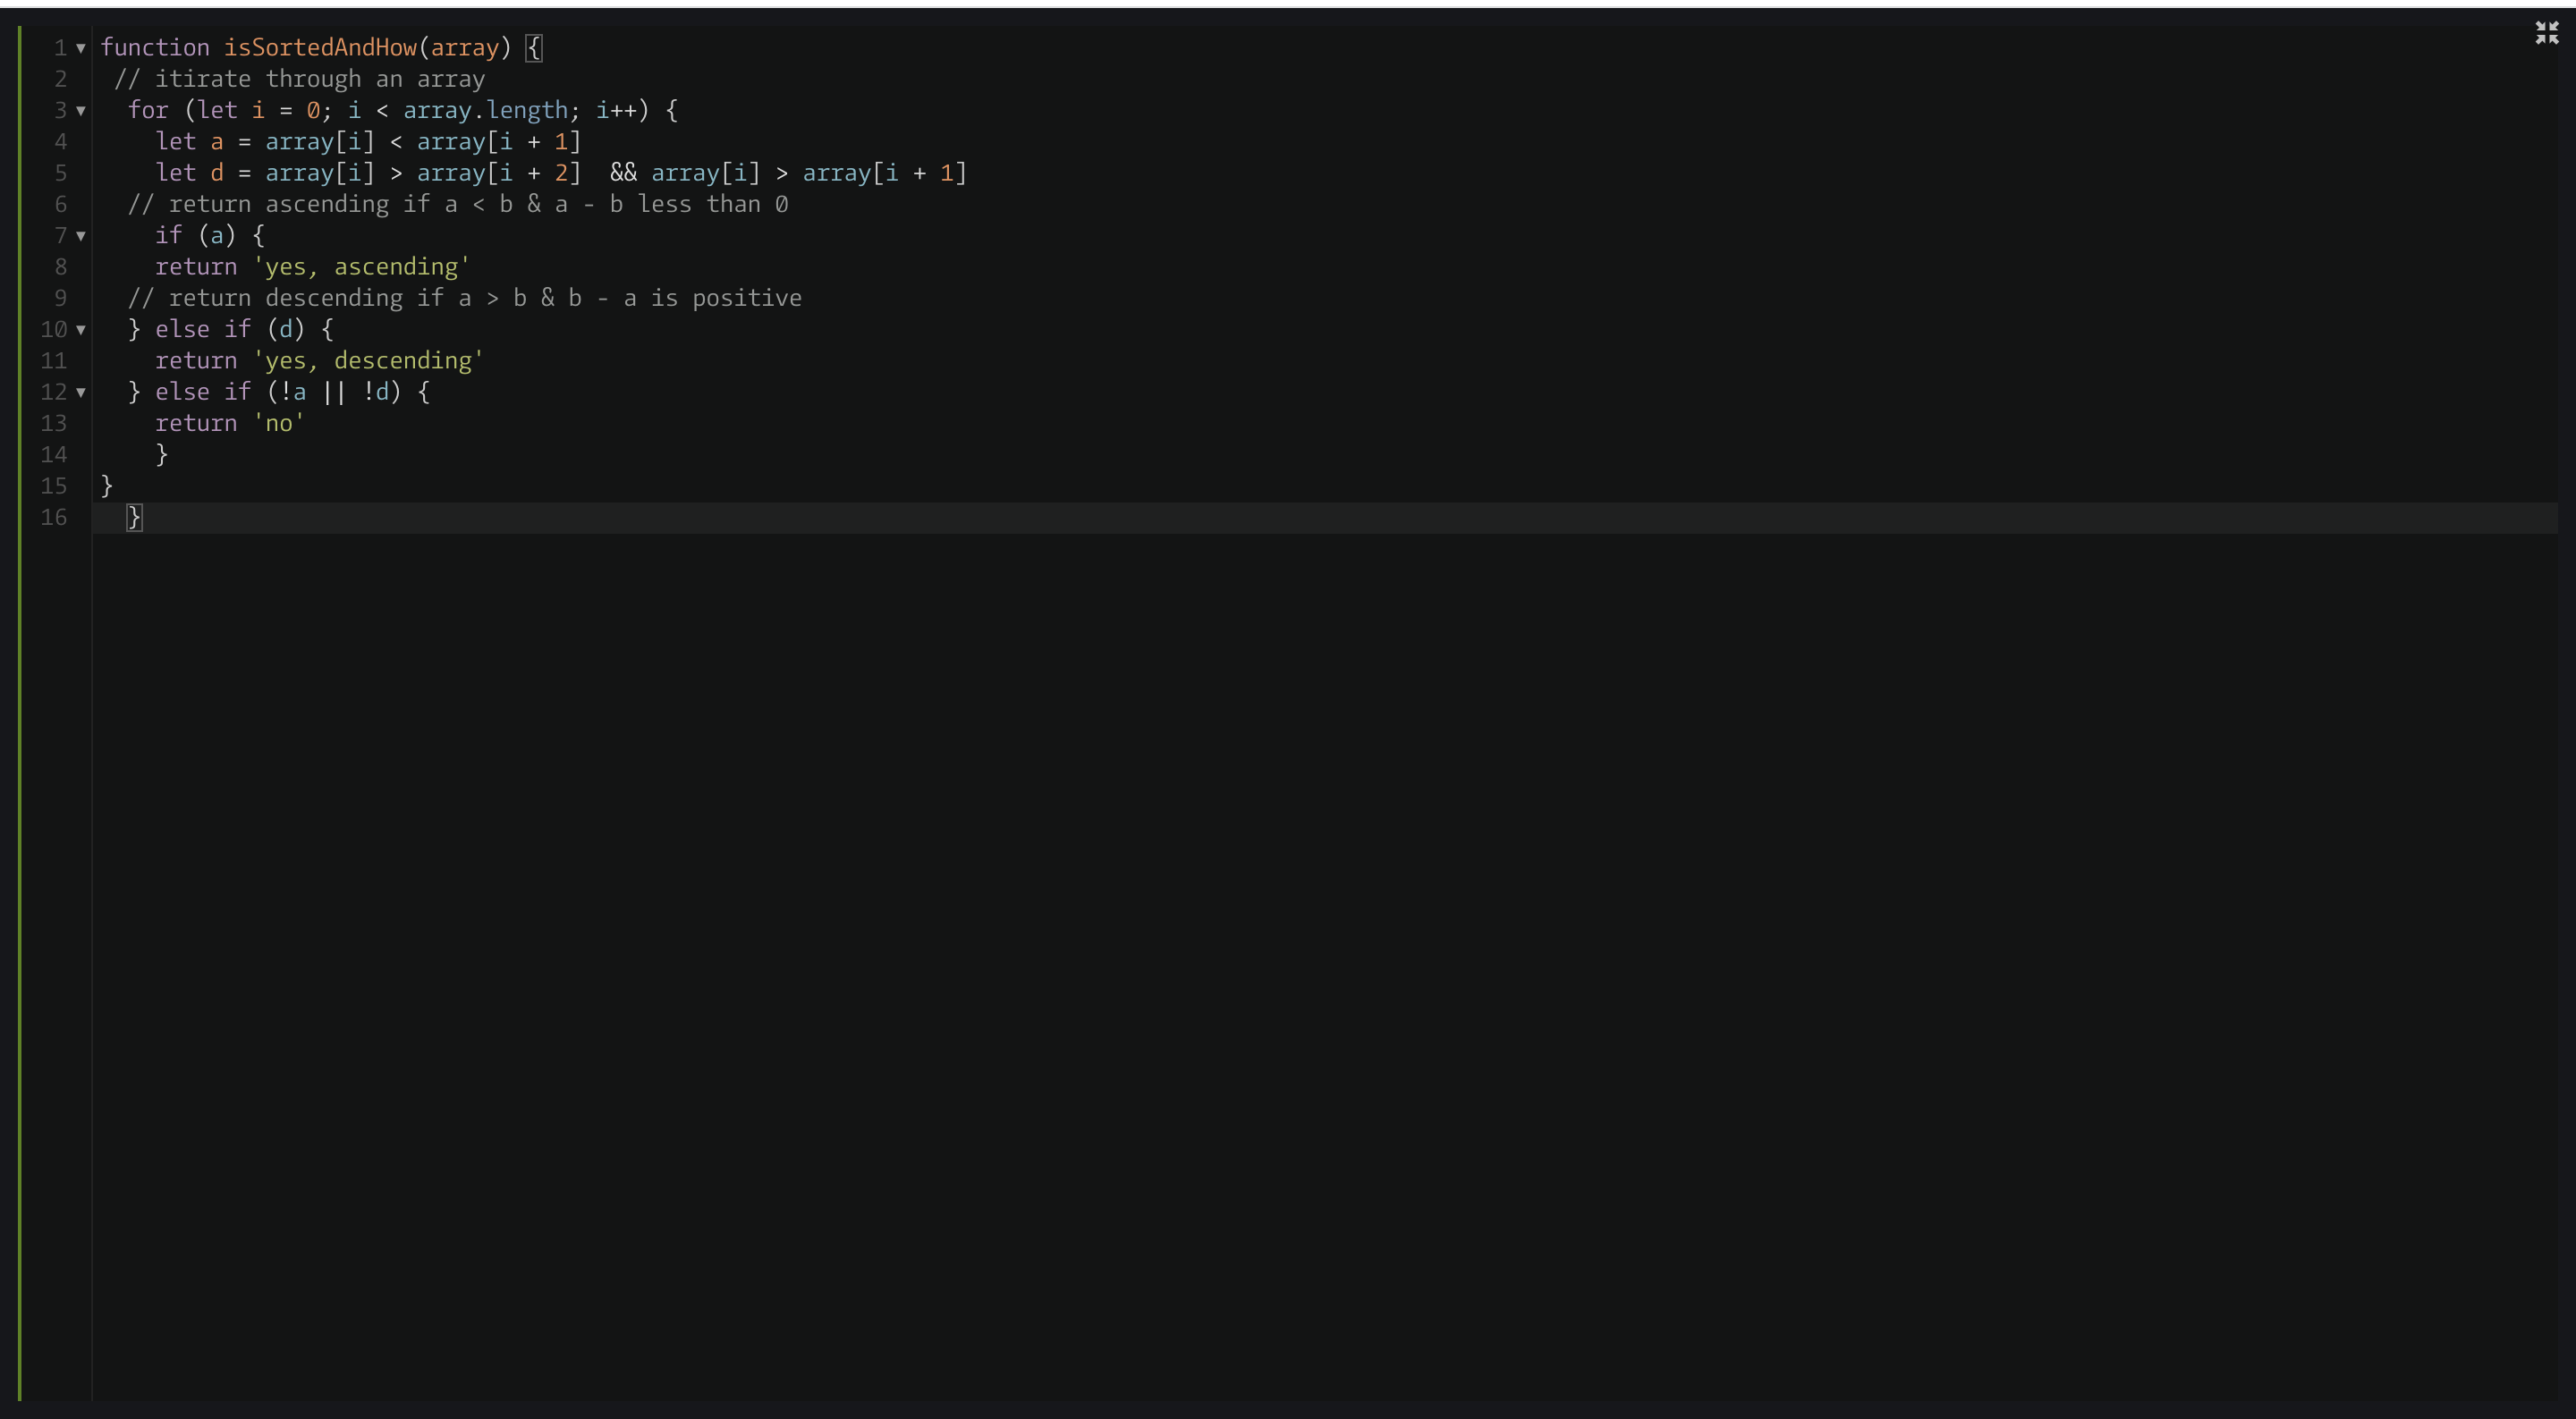 1 function isSortedAndHow(array) {
2  // itirate through an array
3   for (let i = 0; i < array.length; i++) {
4     let a = array[i] < array[i + 1]
5     let d = array[i] > array[i + 2]  && array[i] > array[i + 1]
6   // return ascending if a < b & a - b less than 0
7     if (a) {
8     return 'yes, ascending'
9   // return descending if a > b & b - a is positive
10   } else if (d) {
11     return 'yes, descending'
12   } else if (!a || !d) {
13     return 'no'
14     }
15 }
16   }